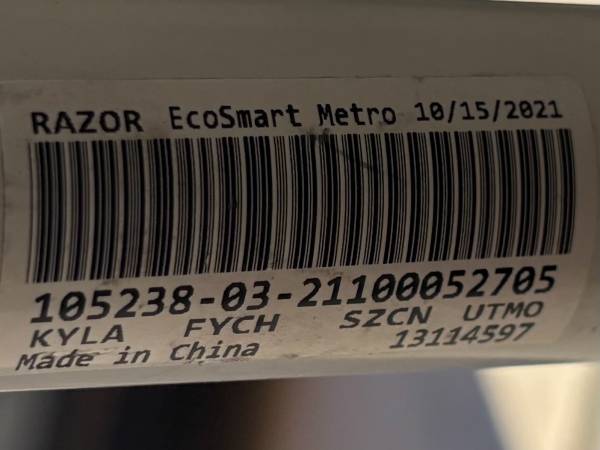 RAZOR EcoSmart Metro 10/15/2021
105238-03-21100052705
KYLA FYCH SZCN UTMO
Made in China 13114597